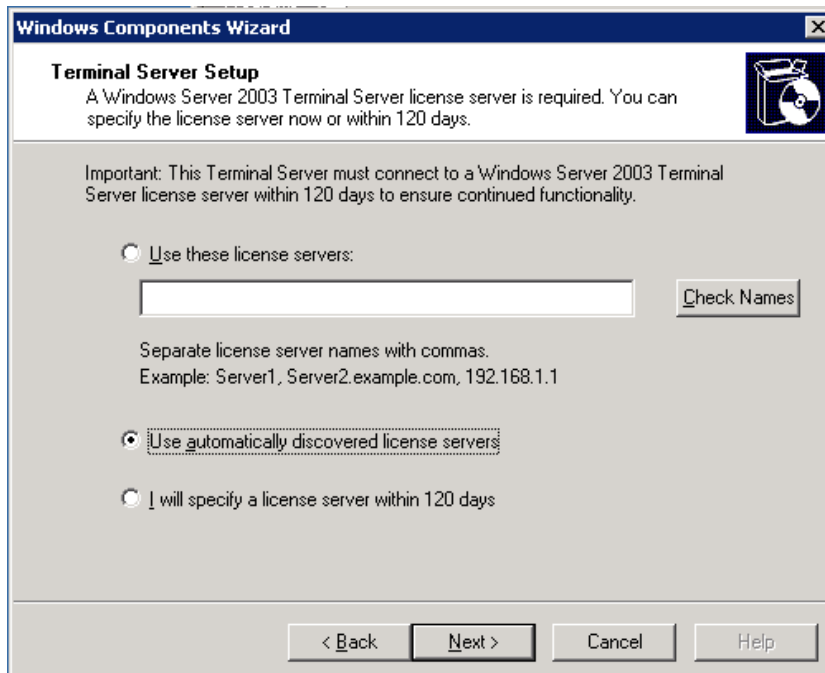 Windows Components Wizard
Terminal Server Setup
A Windows Server 2003 Terminal Server license server is required. You can
specify the license server now or within 120 days.
Important: This Terminal Server must connect to a Windows Server 2003 Terminal
Server license server within 120 days to ensure continued functionality.
Use these license servers:
Check Names
Separate license server names with commas.
Example: Server1, Server2.example.com, 192.168.1.1
Use automatically discovered license servers
I will specify a license server within 120 days
< Back
Next >
Cancel
Help